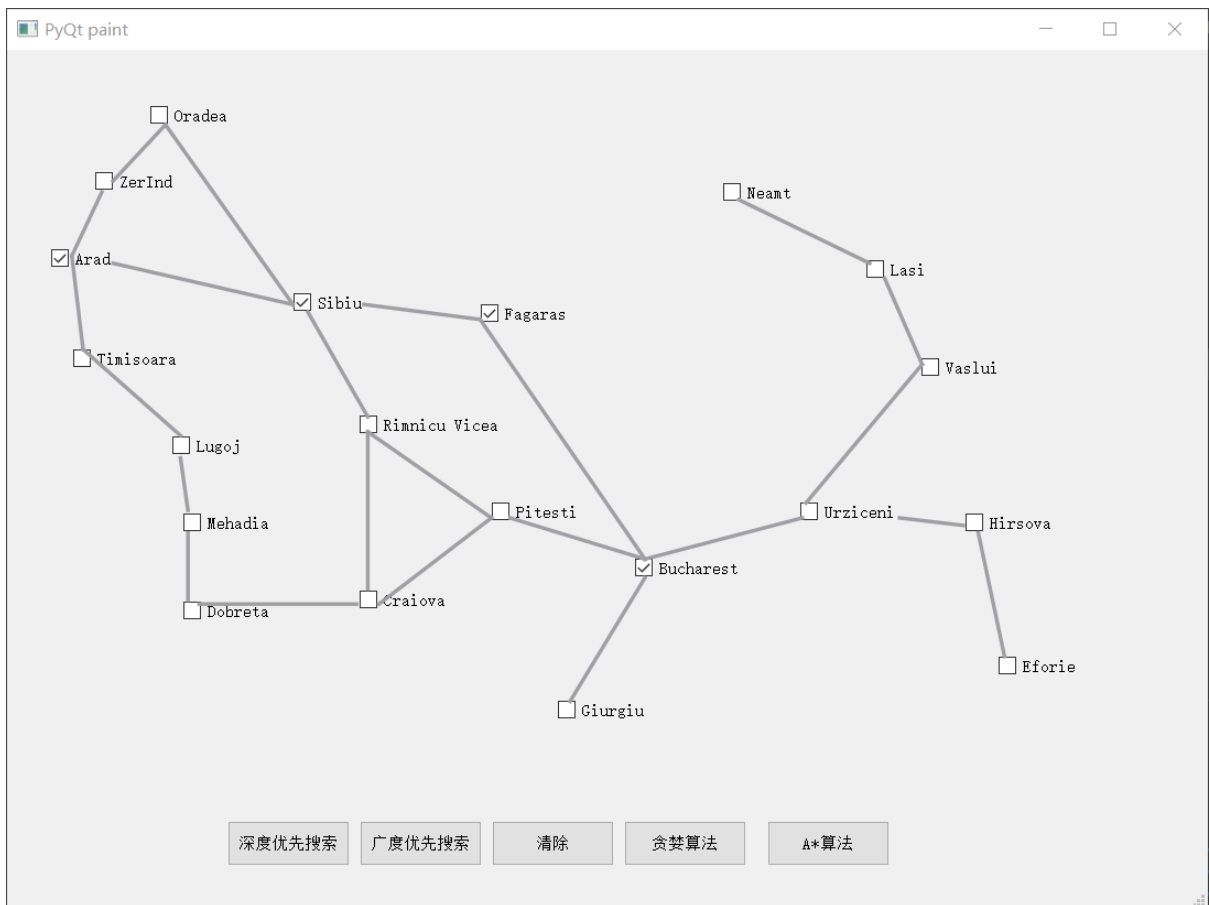 PyQt paint
Oradea
ZerInd
Neamt
Arad
Lasi
Sibiu
Fagaras
Timisoara
Vaslui
Rimnicu Vicea
Lugoj
Pitesti
Urziceni
Mehadia
Hirsova
Bucharest
Craiova
Dobreta
Eforie
Giurgiu
深度优先搜索
广度优先搜索
清除
贪婪算法
A*算法